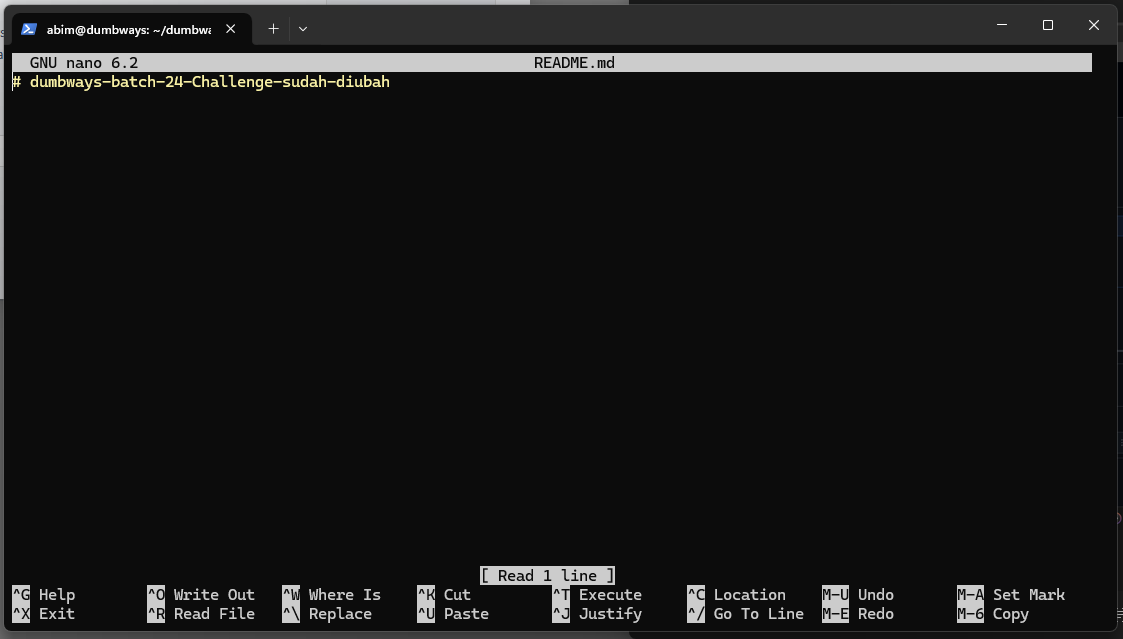 abim@dumbways: ~/dumbwa
GNU nano 6.2 README.md
# dumbways-batch-24-Challenge-sudah-diubah
[ Read 1 line ]
^G Help ^O Write Out ^W Where Is ^K Cut ^T Execute ^C Location M-U Undo M-A Set Mark
^X Exit ^R Read File ^\ Replace ^U Paste ^J Justify ^/ Go To Line M-E Redo M-6 Copy